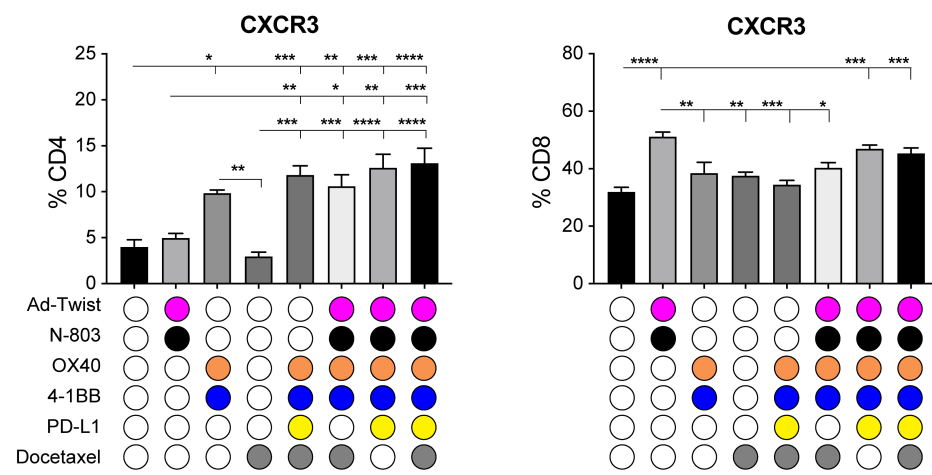 CXCR3
25
20
15
10
5
0
% CD4
* *** ** *** ****
** * ** ***
*** *** **** ****
**
CXCR3
80
60
40
20
0
% CD8
**** *** ***
** ** *** *
Ad-Twist
N-803
OX40
4-1BB
PD-L1
Docetaxel